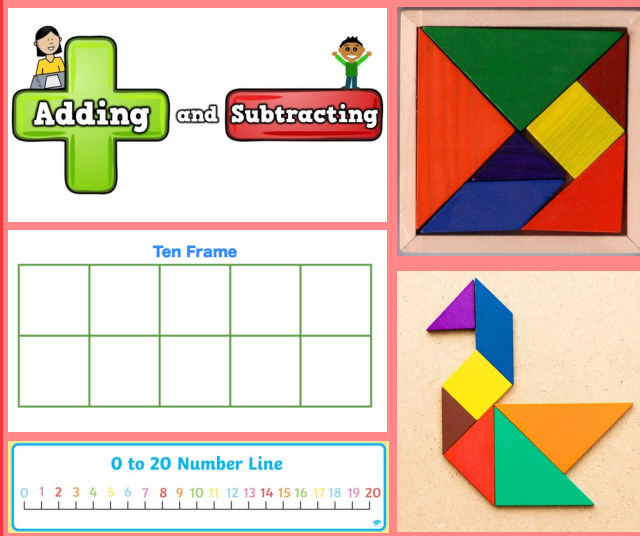 Adding and Subtracting
Ten Frame
0 to 20 Number Line
0 1 2 3 4 5 6 7 8 9 10 11 12 13 14 15 16 17 18 19 20